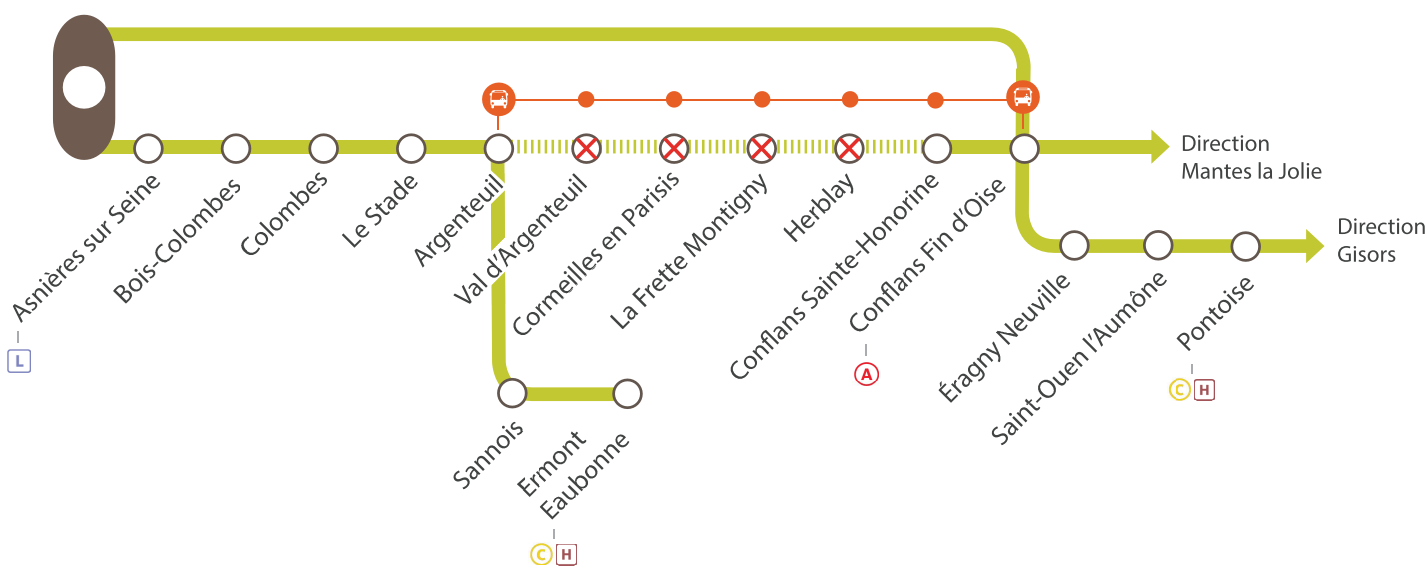 Direction
Mantes la Jolie
Direction
Gisors
Asnières sur Seine
Bois-Colombes
Colombes
Le Stade
Argenteuil
Val d'Argenteuil
Cormeilles en Parisis
La Frette Montigny
Herblay
Conflans Sainte-Honorine
Conflans Fin d'Oise
Éragny Neuville
Saint-Ouen l'Aumône
Pontoise
L
A
C H
Sannois
Ermont
Eaubonne
C H